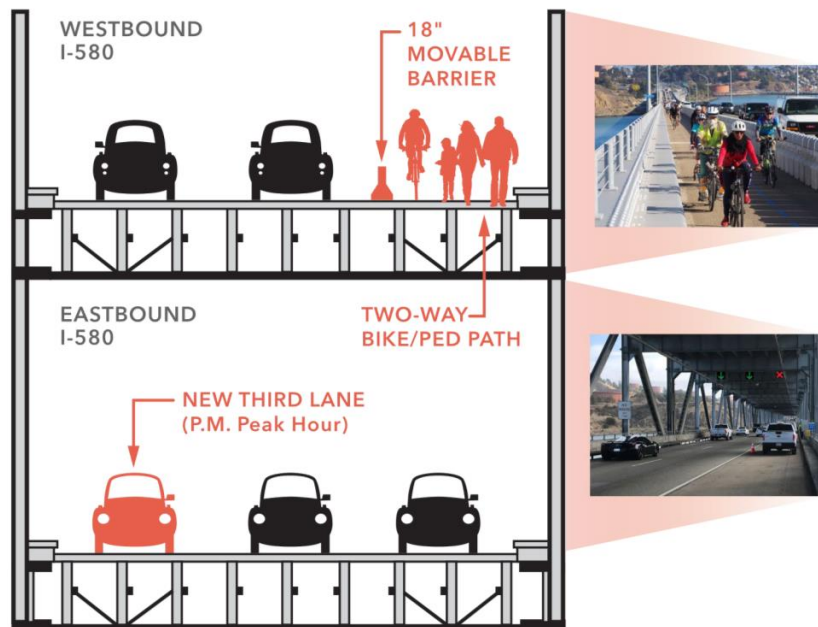 WESTBOUND
I-580
18"
MOVABLE
BARRIER
EASTBOUND
I-580
TWO-WAY
BIKE/PED PATH
NEW THIRD LANE
(P.M. Peak Hour)